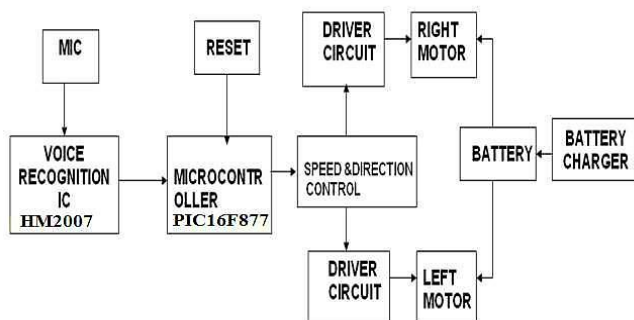 MIC
RESET
DRIVER
CIRCUIT
RIGHT
MOTOR
VOICE
RECOGNITION
IC
HM2007
MICROCONTR
OLLER
PIC16F877
SPEED &DIRECTION
CONTROL
BATTERY
BATTERY
CHARGER
DRIVER
CIRCUIT
LEFT
MOTOR